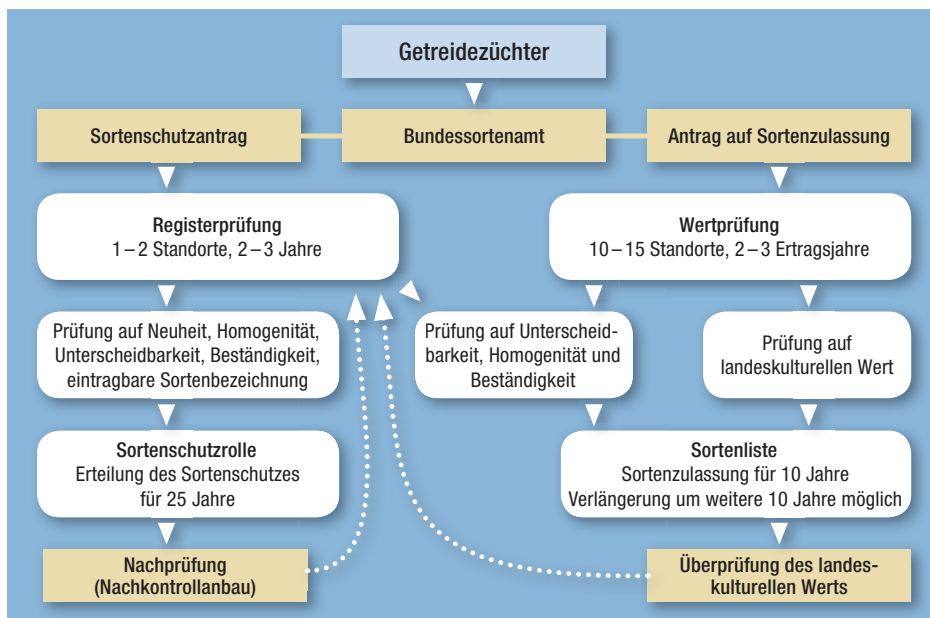 Getreidezüchter
Sortenschutzantrag
Bundessortenamt
Antrag auf Sortenzulassung
Registerprüfung
1 – 2 Standorte, 2 – 3 Jahre
Wertprüfung
10 – 15 Standorte, 2 – 3 Ertragsjahre
Prüfung auf Neuheit, Homogenität,
Unterscheidbarkeit, Beständigkeit,
eintragbare Sortenbezeichnung
Prüfung auf Unterscheid-
barkeit, Homogenität und
Beständigkeit
Prüfung auf
landeskulturellen Wert
Sortenschutzrolle
Erteilung des Sortenschutzes
für 25 Jahre
Sortenliste
Sortenzulassung für 10 Jahre
Verlängerung um weitere 10 Jahre möglich
Nachprüfung
(Nachkontrollanbau)
Überprüfung des landes-
kulturellen Werts